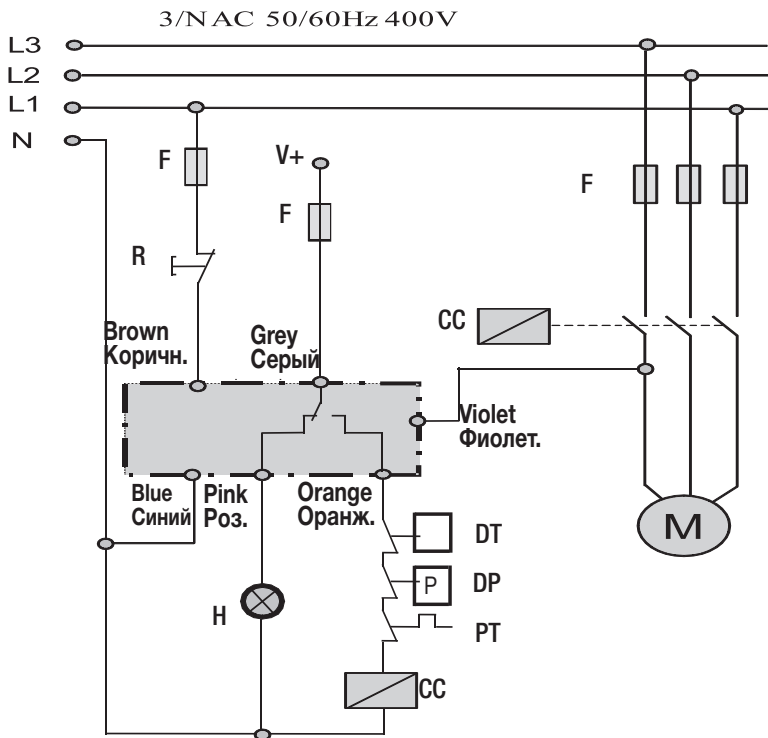 3/N AC 50/60Hz 400V
L3
L2
L1
N
F
V+
F
F
R
CC
Brown
Коричн.
Grey
Серый
Violet
Фиолет.
Blue
Синий
Pink
Роз.
Orange
Оранж.
M
DT
P
DP
H
PT
CC